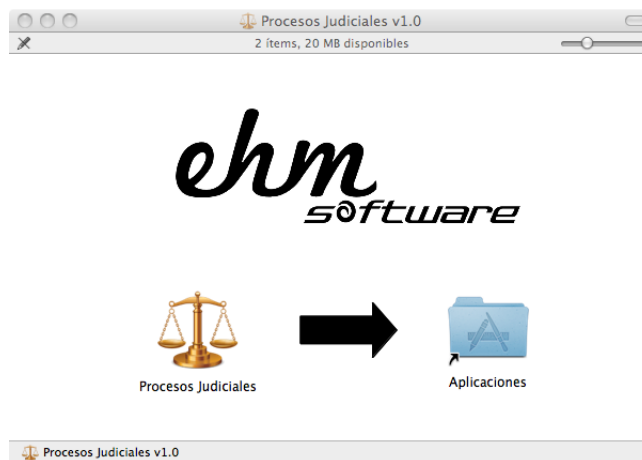 Procesos Judiciales v1.0
2 ítems, 20 MB disponibles
ehm
software
Procesos Judiciales
Aplicaciones
Procesos Judiciales v1.0